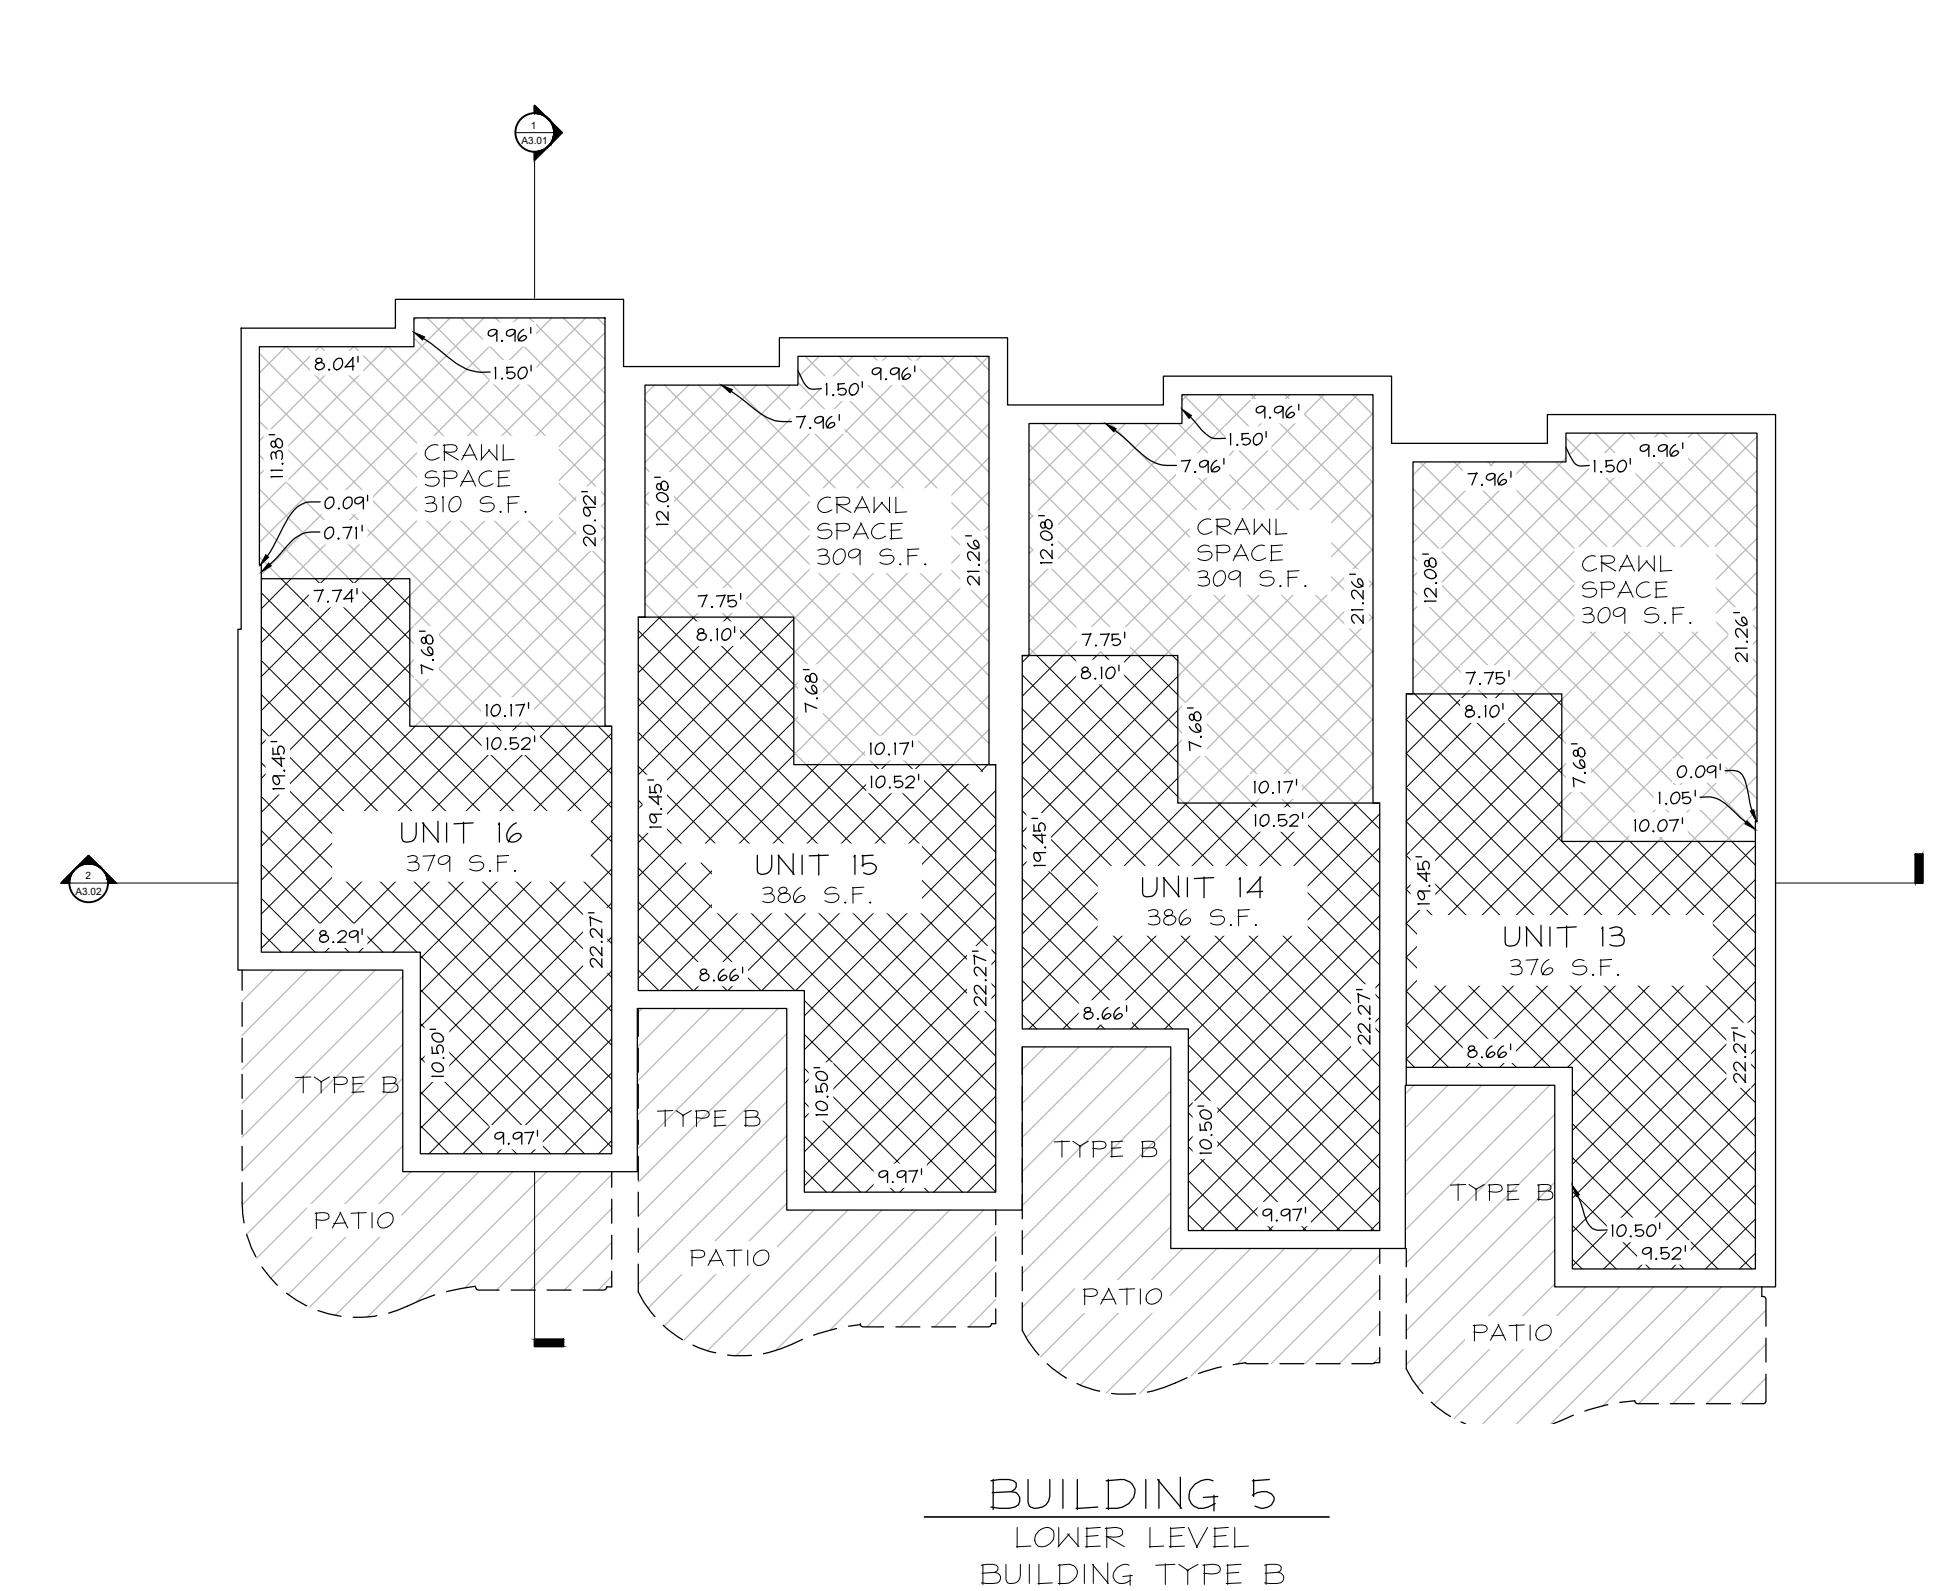 1
A3.01
9.96'
8.04'
1.50'
11.38'
CRAWL
SPACE
310 S.F.
20.92'
0.09'
0.71'
7.74'
7.68'
10.17'
10.52'
19.45'
UNIT 16
379 S.F.
8.29'
22.27'
10.50'
9.97'
TYPE B
PATIO
9.96'
1.50'
7.96'
12.08'
CRAWL
SPACE
309 S.F.
21.26'
7.75'
8.10'
7.68'
10.17'
10.52'
19.45'
UNIT 15
386 S.F.
8.66'
22.27'
10.50'
9.97'
TYPE B
PATIO
9.96'
1.50'
7.96'
12.08'
CRAWL
SPACE
309 S.F.
21.26'
7.75'
8.10'
7.68'
10.17'
10.52'
19.45'
UNIT 14
386 S.F.
8.66'
22.27'
10.50'
9.97'
TYPE B
PATIO
9.96'
1.50'
7.96'
12.08'
CRAWL
SPACE
309 S.F.
21.26'
7.75'
8.10'
7.68'
0.09'
1.05'
10.07'
19.45'
UNIT 13
376 S.F.
8.66'
22.27'
10.50'
9.52'
TYPE B
PATIO
2
A3.02
BUILDING 5
LOWER LEVEL
BUILDING TYPE B